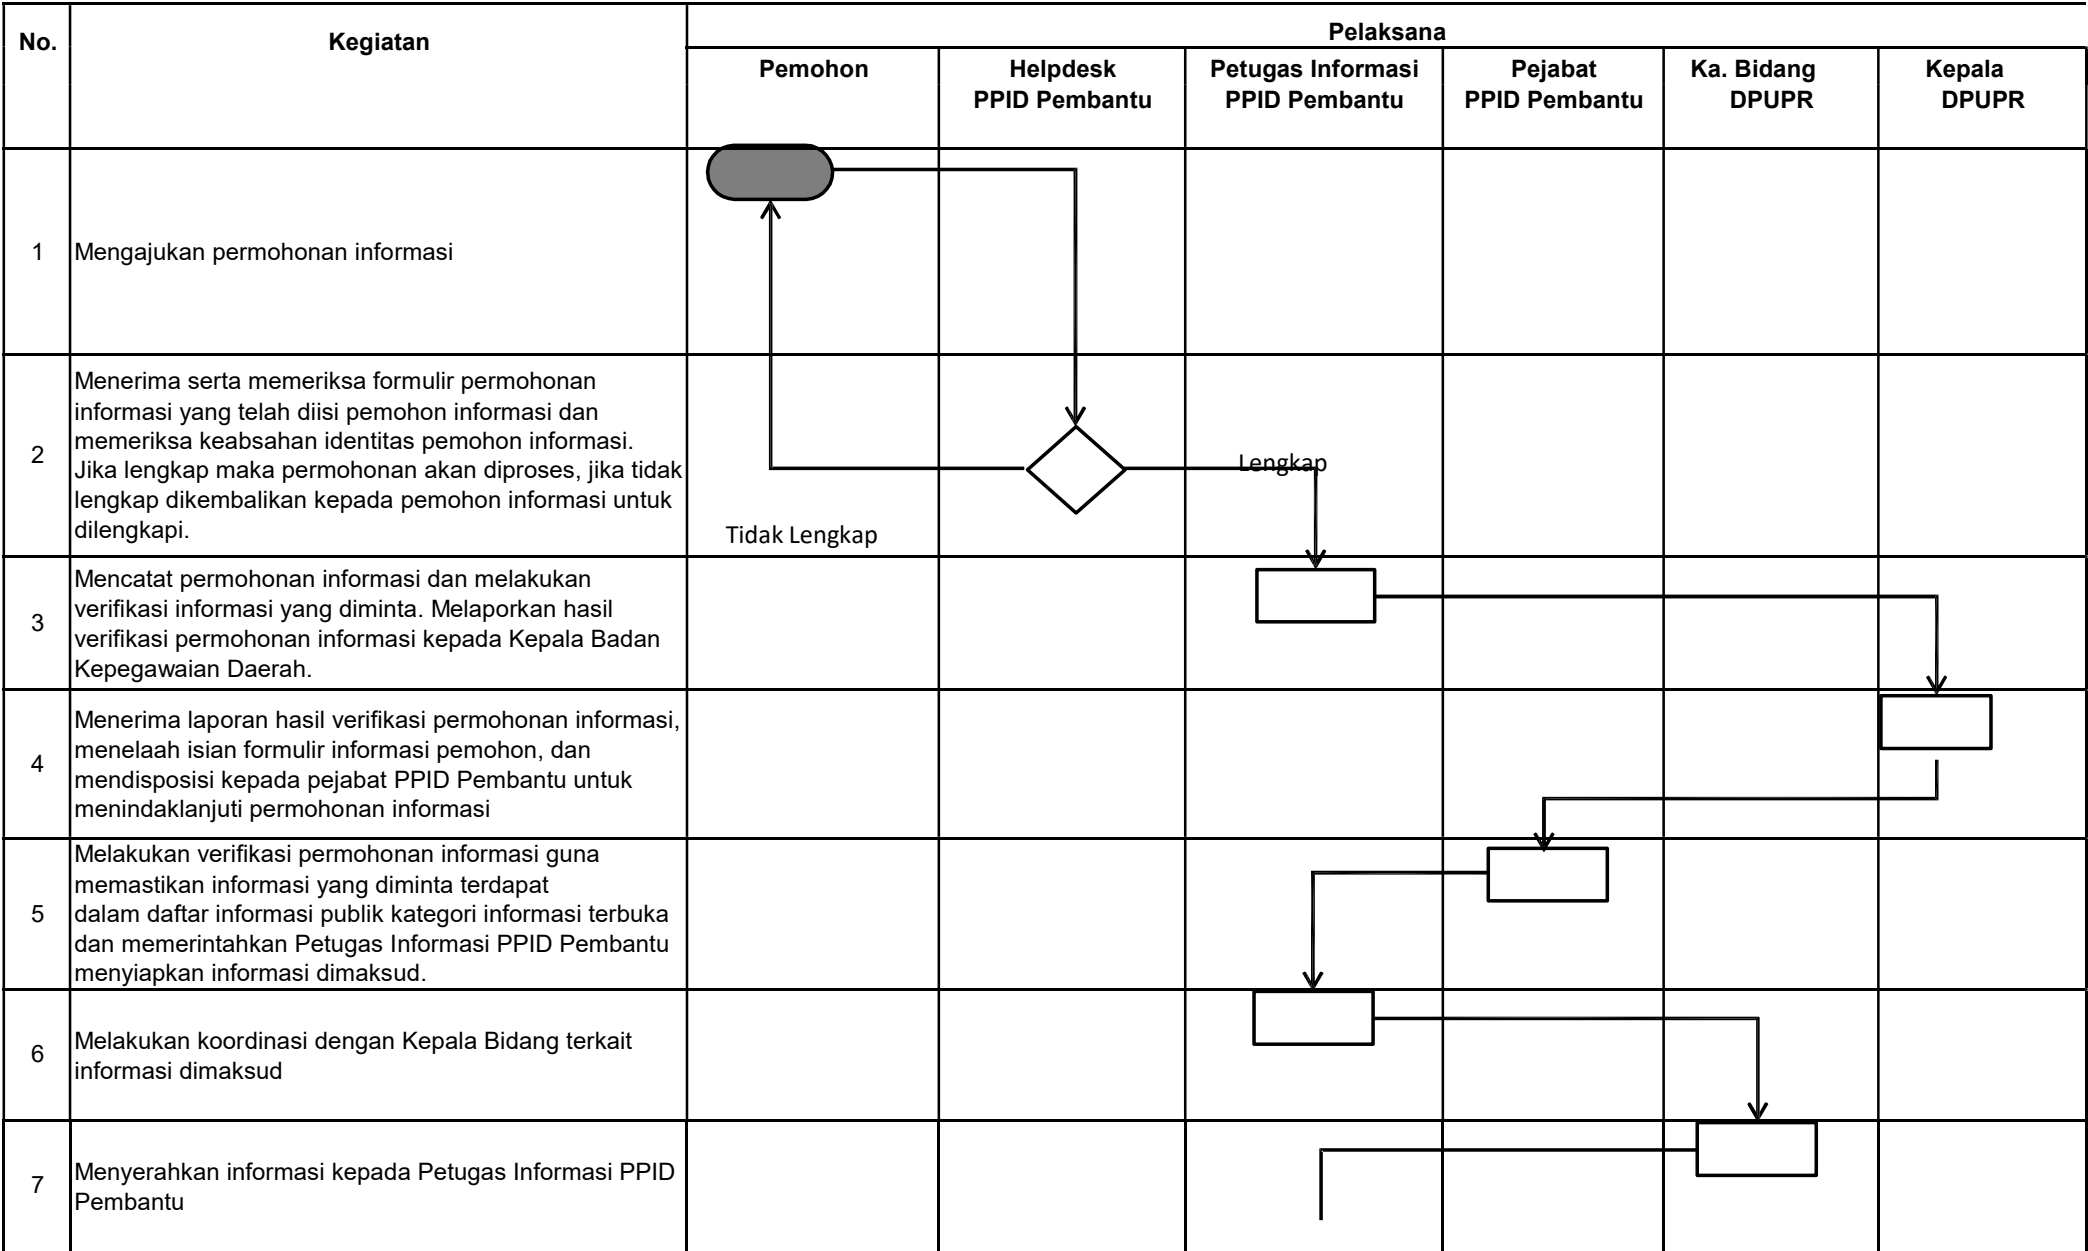 No.
Kegiatan
Pelaksana
Pemohon
Helpdesk
PPID Pembantu
Petugas Informasi
PPID Pembantu
Pejabat
PPID Pembantu
Ka. Bidang
DPUPR
Kepala
DPUPR
1
Mengajukan permohonan informasi
2
Menerima serta memeriksa formulir permohonan
informasi yang telah diisi pemohon informasi dan
memeriksa keabsahan identitas pemohon informasi.
Jika lengkap maka permohonan akan diproses, jika tidak
lengkap dikembalikan kepada pemohon informasi untuk
dilengkapi.
Lengkap
Tidak Lengkap
3
Mencatat permohonan informasi dan melakukan
verifikasi informasi yang diminta. Melaporkan hasil
verifikasi permohonan informasi kepada Kepala Badan
Kepegawaian Daerah.
4
Menerima laporan hasil verifikasi permohonan informasi,
menelaah isian formulir informasi pemohon, dan
mendisposisi kepada pejabat PPID Pembantu untuk
menindaklanjuti permohonan informasi
5
Melakukan verifikasi permohonan informasi guna
memastikan informasi yang diminta terdapat
dalam daftar informasi publik kategori informasi terbuka
dan memerintahkan Petugas Informasi PPID Pembantu
menyiapkan informasi dimaksud.
6
Melakukan koordinasi dengan Kepala Bidang terkait
informasi dimaksud
7
Menyerahkan informasi kepada Petugas Informasi PPID
Pembantu